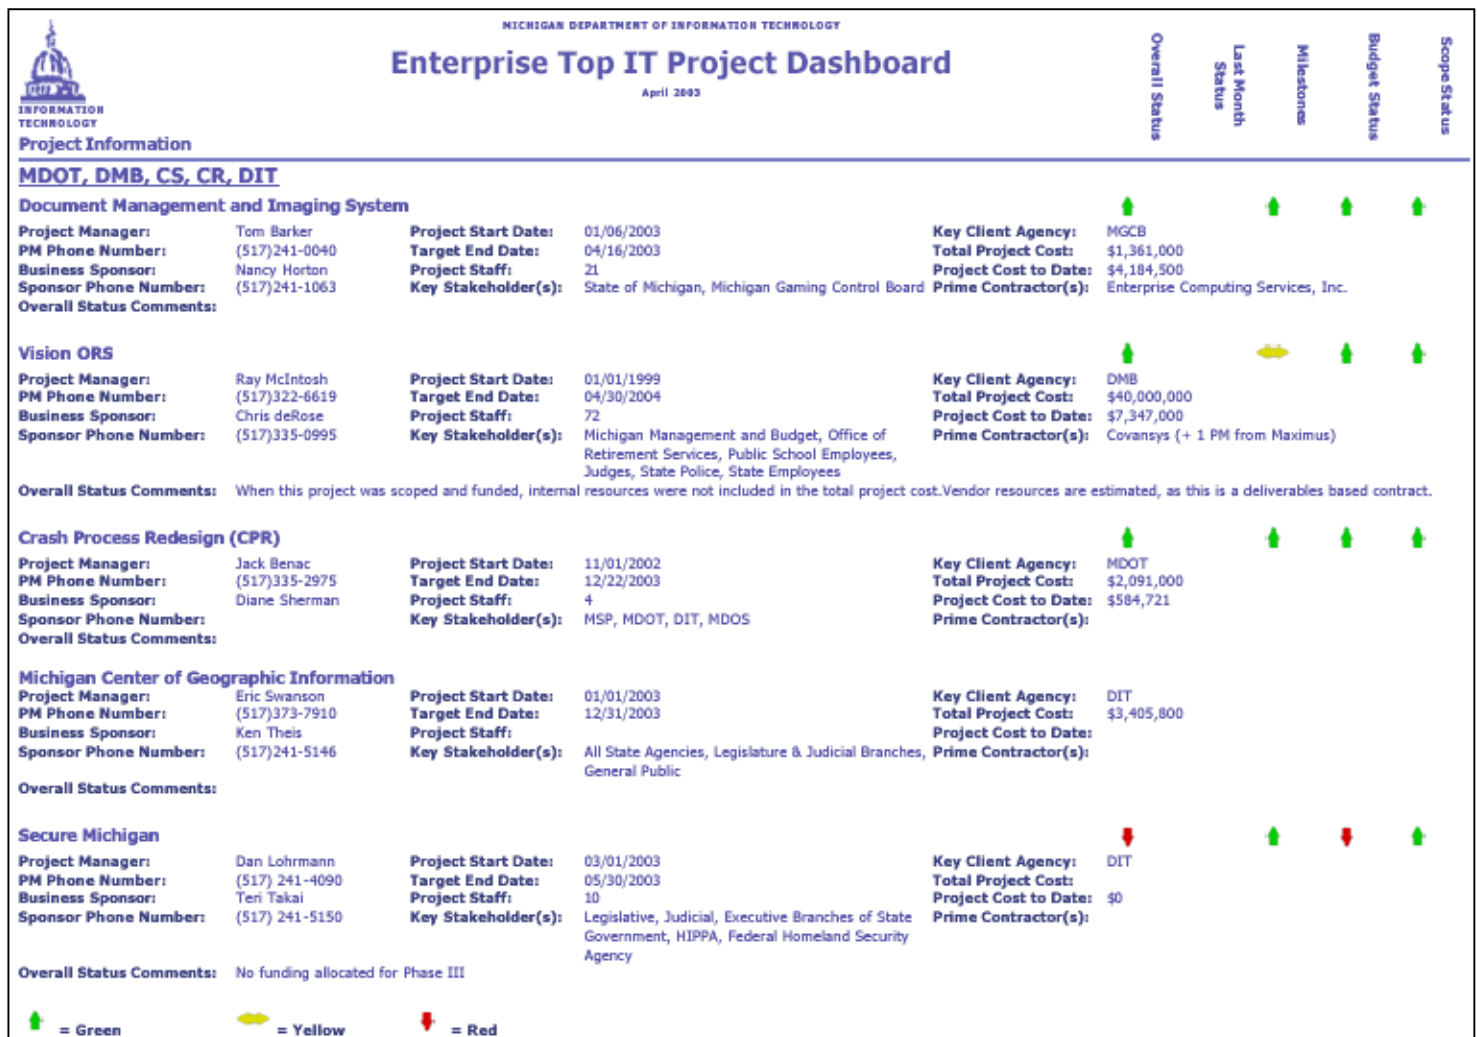 MICHIGAN DEPARTMENT OF INFORMATION TECHNOLOGY
Enterprise Top IT Project Dashboard
April 2003
INFORMATION
TECHNOLOGY
Project Information
Overall Status
Last Month
Status
Milestones
Budget Status
Scope Status
MDOT, DMB, CS, CR, DIT
Document Management and Imaging System
Project Manager: Tom Barker Project Start Date: 01/06/2003 Key Client Agency: MGCB
PM Phone Number: (517)241-0040 Target End Date: 04/16/2003 Total Project Cost: $1,361,000
Business Sponsor: Nancy Horton Project Staff: 21 Project Cost to Date: $4,184,500
Sponsor Phone Number: (517)241-1063 Key Stakeholder(s): State of Michigan, Michigan Gaming Control Board Prime Contractor(s): Enterprise Computing Services, Inc.
Overall Status Comments:
Vision ORS
Project Manager: Ray McIntosh Project Start Date: 01/01/1999 Key Client Agency: DMB
PM Phone Number: (517)322-6619 Target End Date: 04/30/2004 Total Project Cost: $40,000,000
Business Sponsor: Chris deRose Project Staff: 72 Project Cost to Date: $7,347,000
Sponsor Phone Number: (517)335-0995 Key Stakeholder(s): Michigan Management and Budget, Office of Prime Contractor(s): Covansys (+ 1 PM from Maximus)
Retirement Services, Public School Employees,
Judges, State Police, State Employees
Overall Status Comments: When this project was scoped and funded, internal resources were not included in the total project cost.Vendor resources are estimated, as this is a deliverables based contract.
Crash Process Redesign (CPR)
Project Manager: Jack Benac Project Start Date: 11/01/2002 Key Client Agency: MDOT
PM Phone Number: (517)335-2975 Target End Date: 12/22/2003 Total Project Cost: $2,091,000
Business Sponsor: Diane Sherman Project Staff: 4 Project Cost to Date: $584,721
Sponsor Phone Number: Key Stakeholder(s): MSP, MDOT, DIT, MDOS Prime Contractor(s):
Overall Status Comments:
Michigan Center of Geographic Information
Project Manager: Eric Swanson Project Start Date: 01/01/2003 Key Client Agency: DIT
PM Phone Number: (517)373-7910 Target End Date: 12/31/2003 Total Project Cost: $3,405,800
Business Sponsor: Ken Theis Project Staff: Project Cost to Date:
Sponsor Phone Number: (517)241-5146 Key Stakeholder(s): All State Agencies, Legislature & Judicial Branches, Prime Contractor(s):
General Public
Overall Status Comments:
Secure Michigan
Project Manager: Dan Lohrmann Project Start Date: 03/01/2003 Key Client Agency: DIT
PM Phone Number: (517) 241-4090 Target End Date: 05/30/2003 Total Project Cost:
Business Sponsor: Teri Takai Project Staff: 10 Project Cost to Date: $0
Sponsor Phone Number: (517) 241-5150 Key Stakeholder(s): Legislative, Judicial, Executive Branches of State Prime Contractor(s):
Government, HIPPA, Federal Homeland Security
Agency
Overall Status Comments: No funding allocated for Phase III
= Green = Yellow = Red